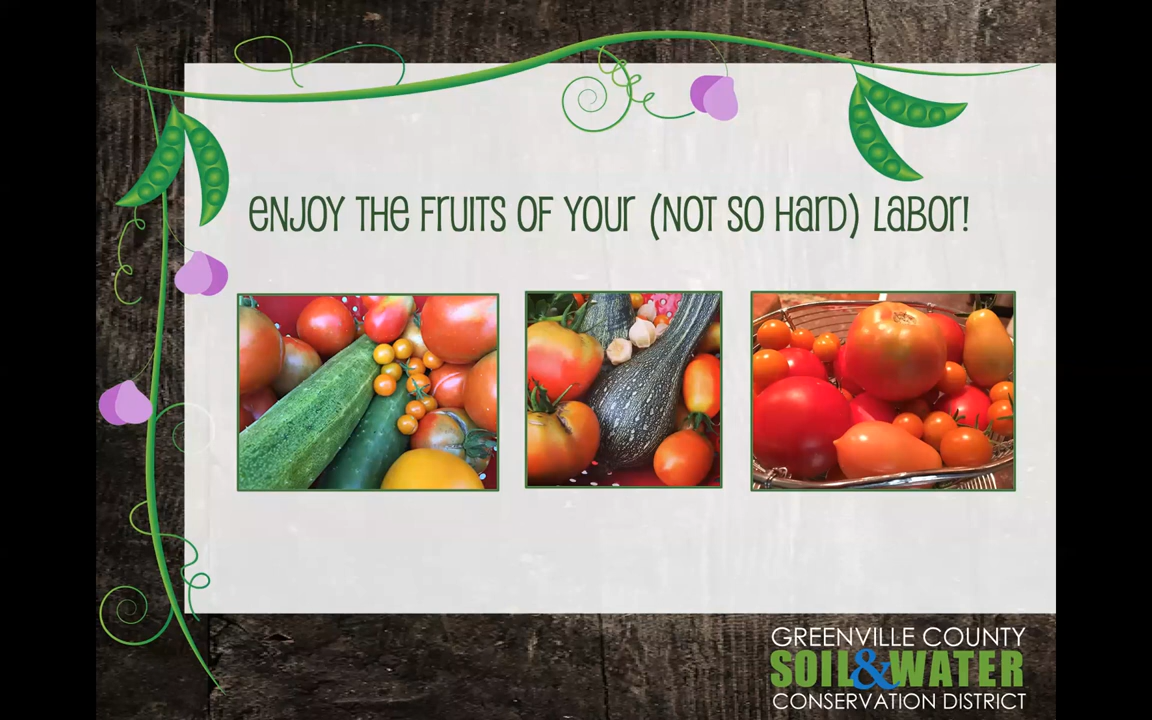 enjoy the fruits of your (not so hard) labor!
GREENVILLE COUNTY
SOIL&WATER
CONSERVATION DISTRICT